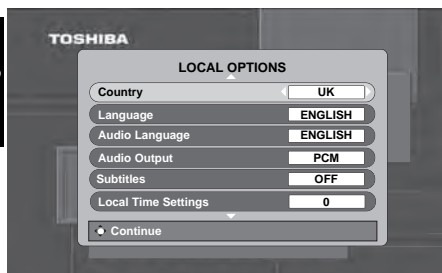 TOSHIBA
LOCAL OPTIONS
Country UK
Language ENGLISH
Audio Language ENGLISH
Audio Output PCM
Subtitles OFF
Local Time Settings 0
Continue